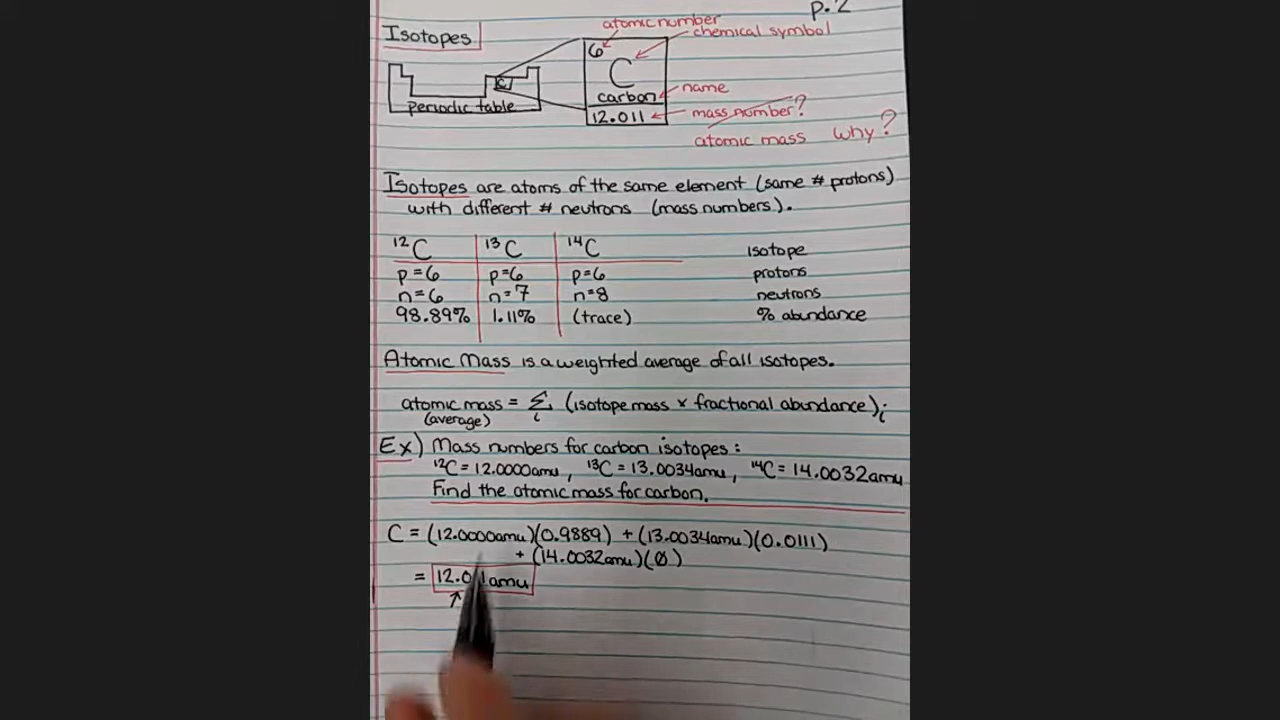 p.2
Isotopes
atomic number
chemical symbol
6
C
carbon
name
12.011
mass number?
atomic mass why?
C
periodic table
Isotopes are atoms of the same element (same # protons)
with different # neutrons (mass numbers).
¹²C ¹³C ¹⁴C isotope
p=6 p=6 p=6 protons
n=6 n=7 n=8 neutrons
98.89% 1.11% (trace) % abundance
Atomic Mass is a weighted average of all isotopes.
atomic mass = Σᵢ (isotope mass × fractional abundance)ᵢ
(average)
Ex) Mass numbers for carbon isotopes:
¹²C = 12.0000amu, ¹³C = 13.0034amu, ¹⁴C = 14.0032amu
Find the atomic mass for carbon.
C = (12.0000amu)(0.9889) + (13.0034amu)(0.0111)
+ (14.0032amu)(0)
= 12.011amu